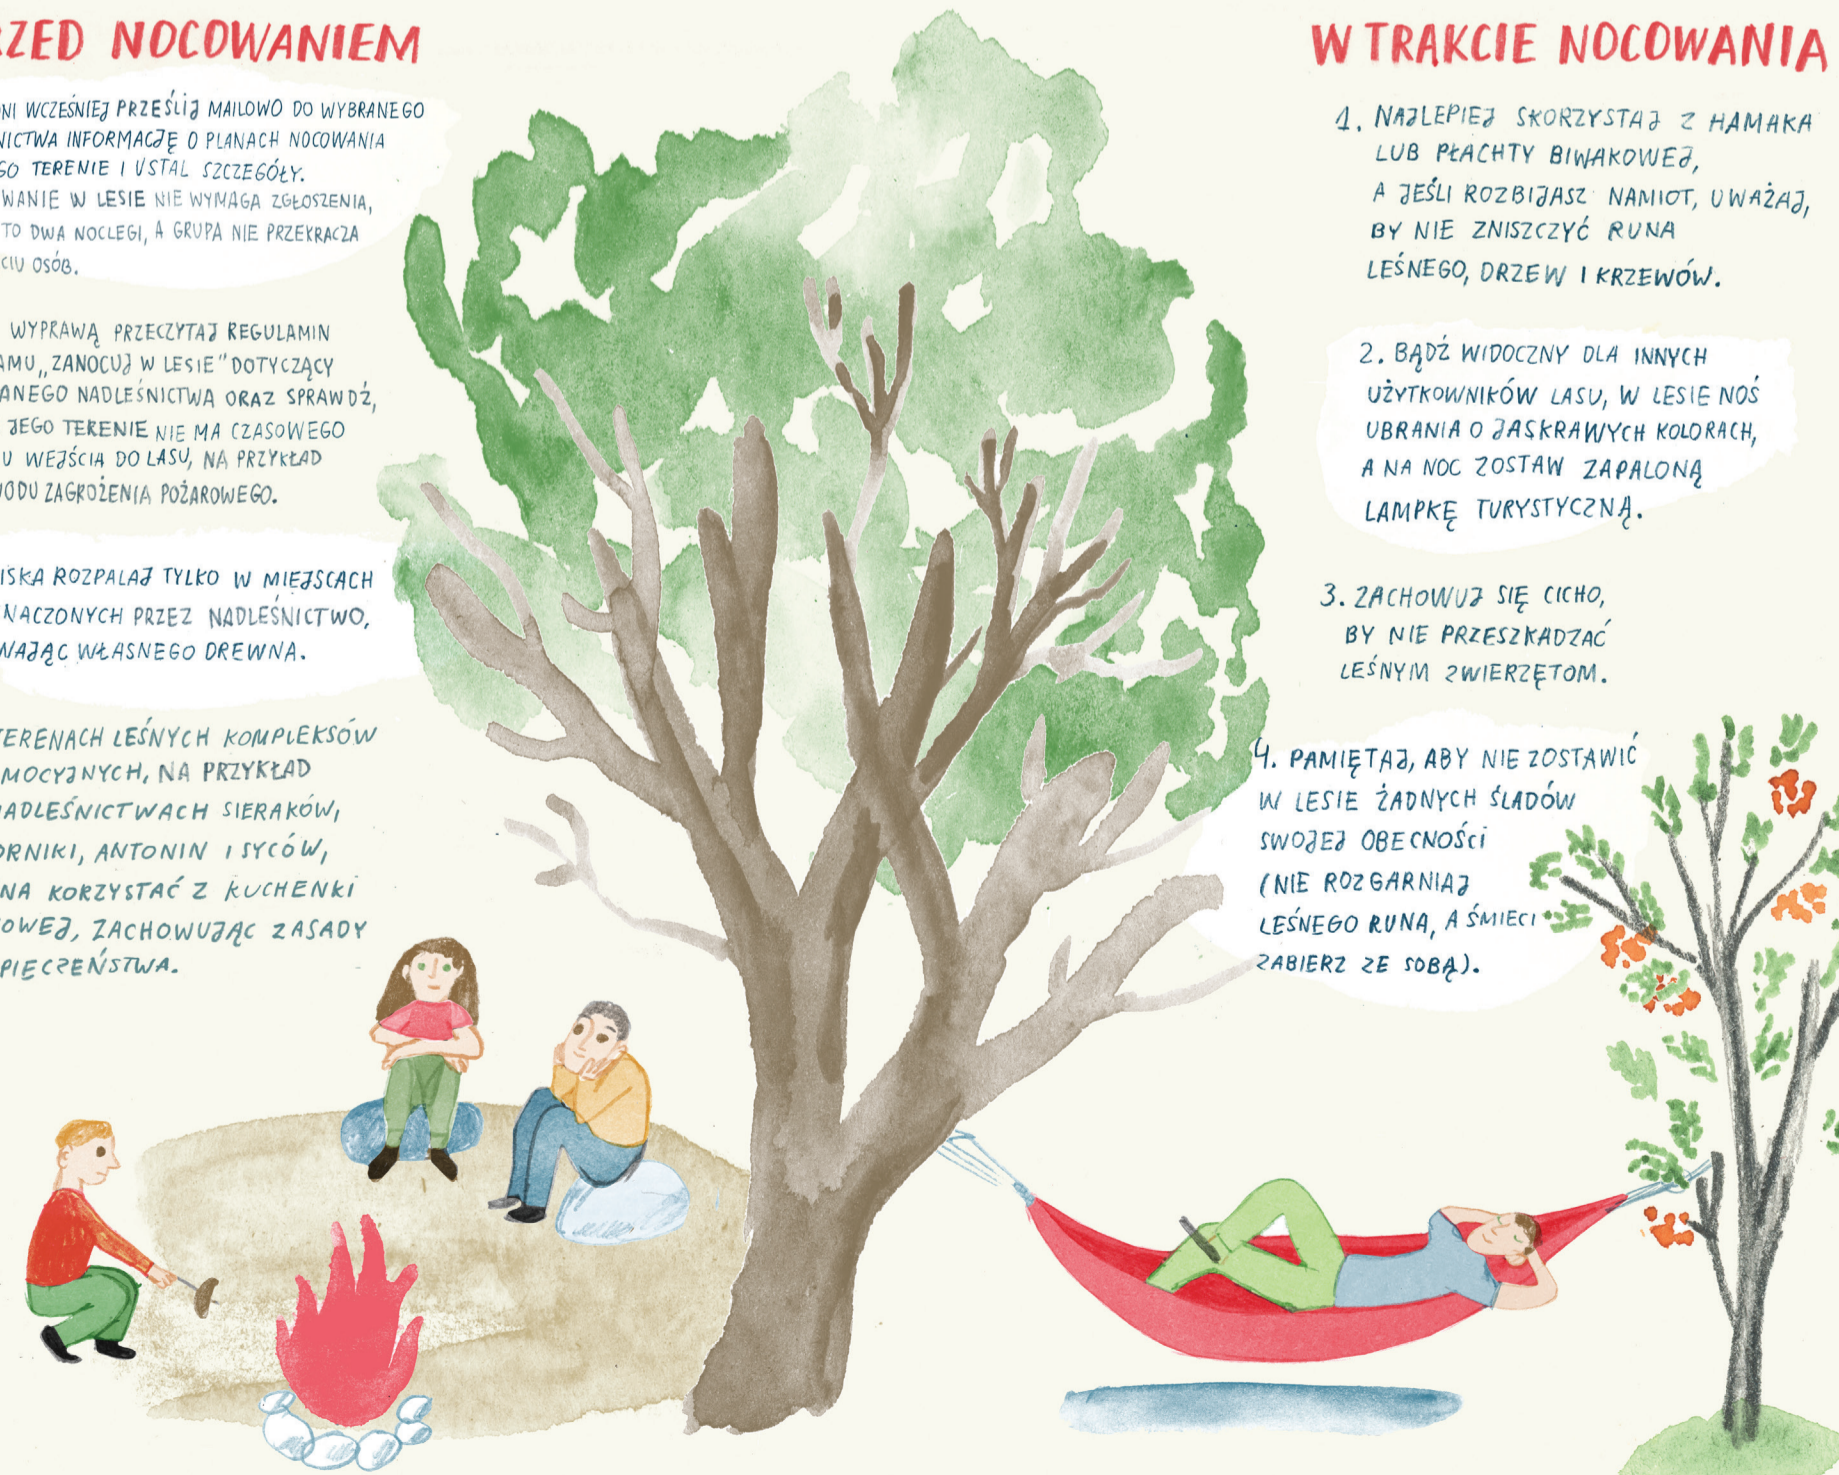 RZED NOCOWANIEM
NI WCZEŚNIEJ PRZEŚLIJ MAILOWO DO WYBRANEGO
NICTWA INFORMACJĘ O PLANACH NOCOWANIA
GO TERENIE I USTAL SZCZEGÓŁY.
WANIE W LESIE NIE WYMAGA ZGŁOSZENIA,
TO DWA NOCLEGI, A GRUPA NIE PRZEKRACZA
CIU OSÓB.
WYPRAWĄ PRZECZYTAJ REGULAMIN
AMU „ZANOCUJ W LESIE" DOTYCZĄCY
ANEGO NADLEŚNICTWA ORAZ SPRAWDŹ,
JEGO TERENIE NIE MA CZASOWEGO
U WEJŚCIA DO LASU, NA PRZYKŁAD
ODU ZAGROŻENIA POŻAROWEGO.
ISKA ROZPALAJ TYLKO W MIEJSCACH
NACZONYCH PRZEZ NADLEŚNICTWO,
WAJĄC WŁASNEGO DREWNA.
TERENACH LEŚNYCH KOMPLEKSÓW
MOCYJNYCH, NA PRZYKŁAD
NADLEŚNICTWACH SIERAKÓW,
ÓRNIKI, ANTONIN I SYCÓW,
NA KORZYSTAĆ Z KUCHENKI
OWEJ, ZACHOWUJĄC ZASADY
PIECZEŃSTWA.
W TRAKCIE NOCOWANIA
1. NAJLEPIEJ SKORZYSTAJ Z HAMAKA
LUB PŁACHTY BIWAKOWEJ,
A JEŚLI ROZBIJASZ NAMIOT, UWAŻAJ,
BY NIE ZNISZCZYĆ RUNA
LEŚNEGO, DRZEW I KRZEWÓW.
2. BĄDŹ WIDOCZNY DLA INNYCH
UŻYTKOWNIKÓW LASU, W LESIE NOŚ
UBRANIA O JASKRAWYCH KOLORACH,
A NA NOC ZOSTAW ZAPALONĄ
LAMPKĘ TURYSTYCZNĄ.
3. ZACHOWUJ SIĘ CICHO,
BY NIE PRZESZKADZAĆ
LEŚNYM ZWIERZĘTOM.
4. PAMIĘTAJ, ABY NIE ZOSTAWIĆ
W LESIE ŻADNYCH ŚLADÓW
SWOJEJ OBECNOŚCI
(NIE ROZGARNIAJ
LEŚNEGO RUNA, A ŚMIECI
ZABIERZ ZE SOBĄ).